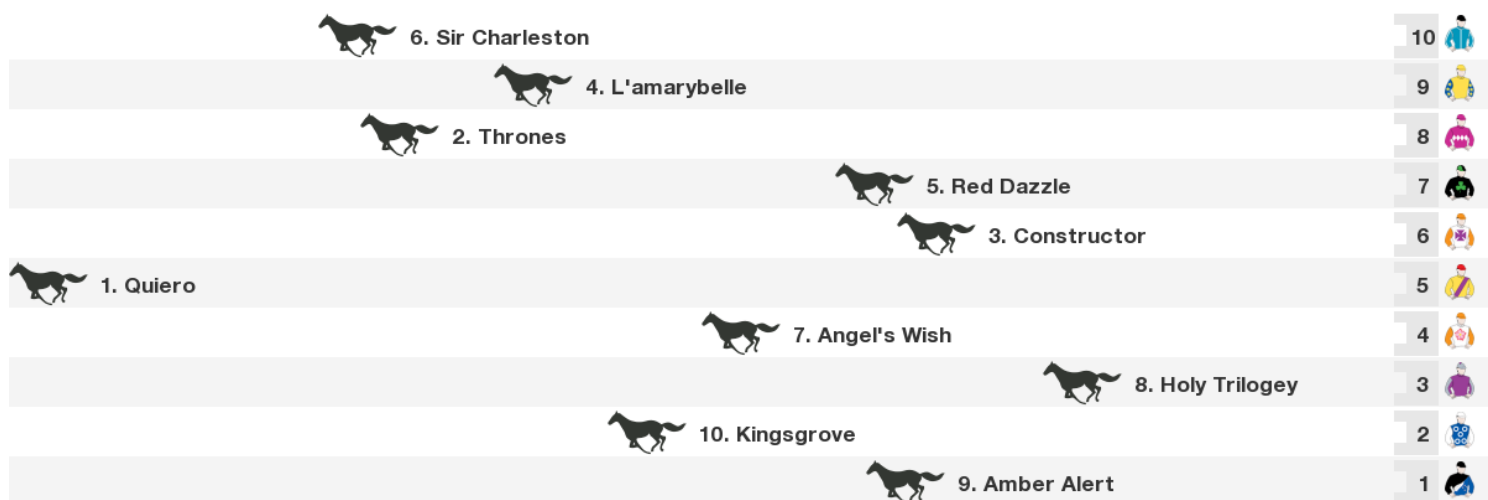 6. Sir Charleston 10
4. L'amarybelle 9
2. Thrones 8
5. Red Dazzle 7
3. Constructor 6
1. Quiero 5
7. Angel's Wish 4
8. Holy Trilogey 3
10. Kingsgrove 2
9. Amber Alert 1